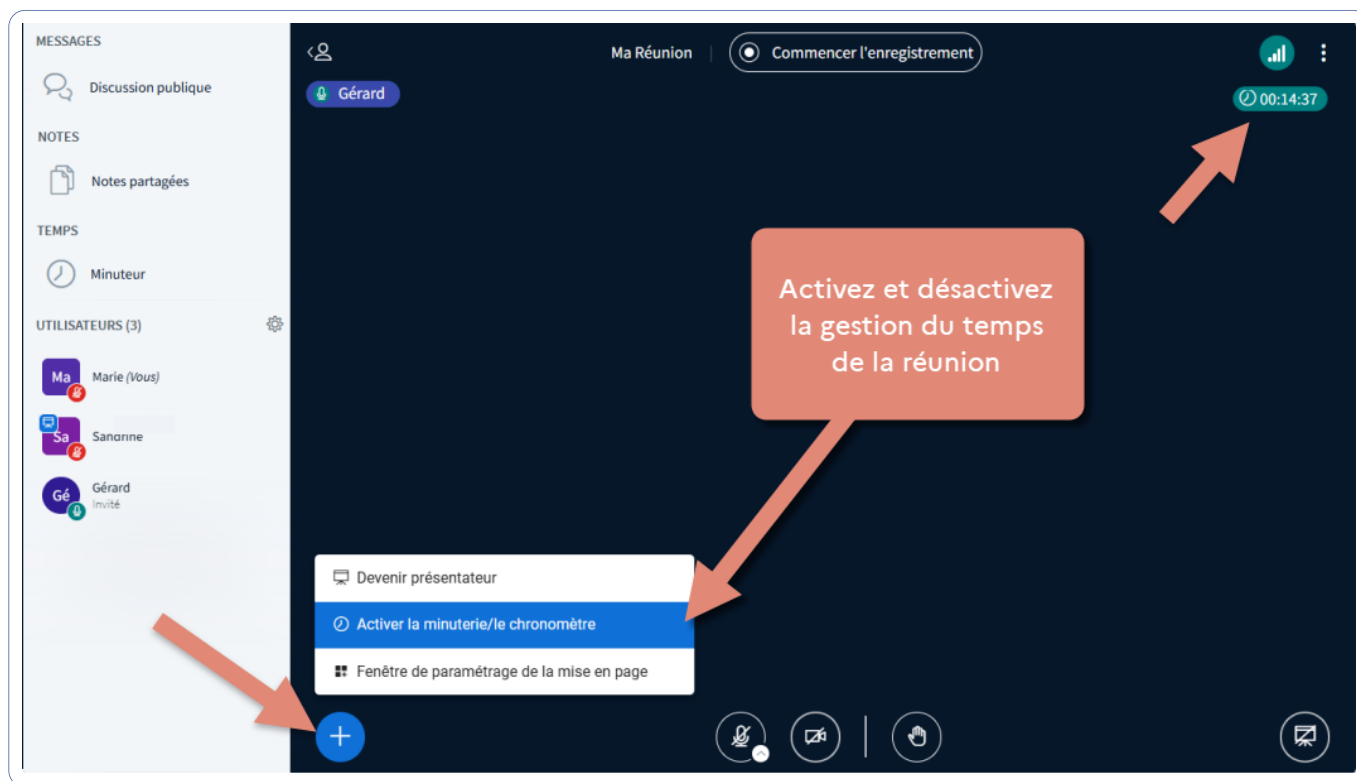 MESSAGES
Discussion publique
NOTES
Notes partagées
TEMPS
Minuteur
UTILISATEURS (3)
Ma
Marie (Vous)
Sa
Gé
Gérard
Invité
Ma Réunion
Commencer l'enregistrement
Gérard
00:14:37
Activez et désactivez
la gestion du temps
de la réunion
Devenir présentateur
Activer la minuterie/le chronomètre
Fenêtre de paramétrage de la mise en page